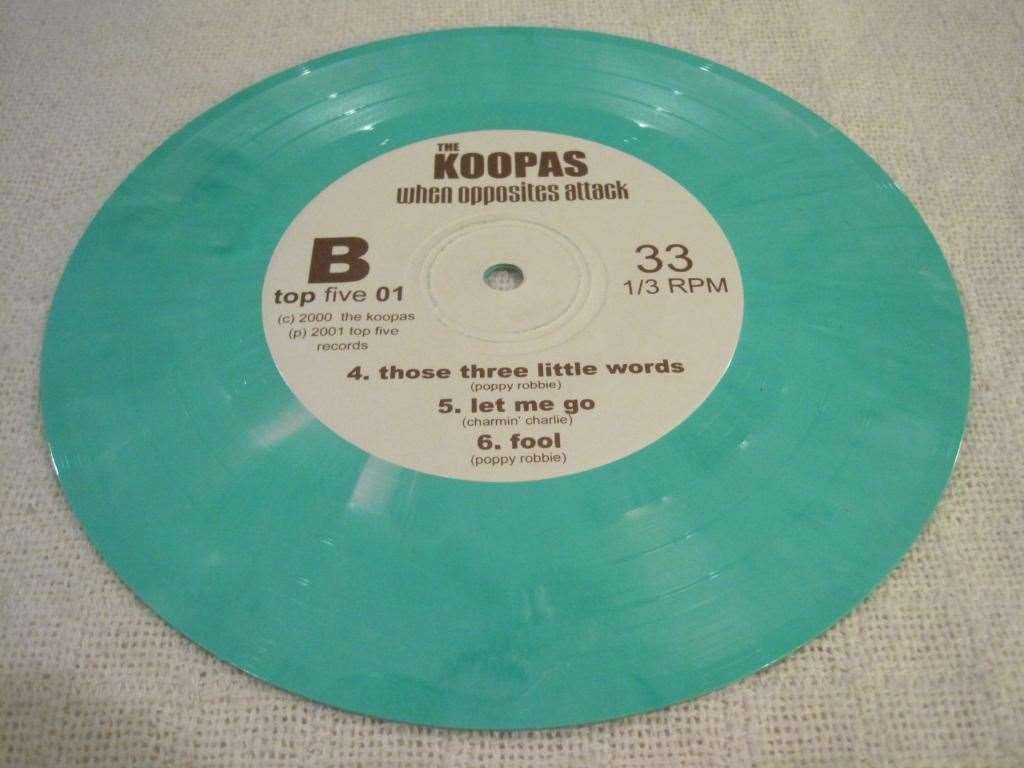 THE
KOOPAS
when opposites attack
B
top five 01
(c) 2000 the koopas
(p) 2001 top five
records
33
1/3 RPM
4. those three little words
(poppy robbie)
5. let me go
(charmin' charlie)
6. fool
(poppy robbie)